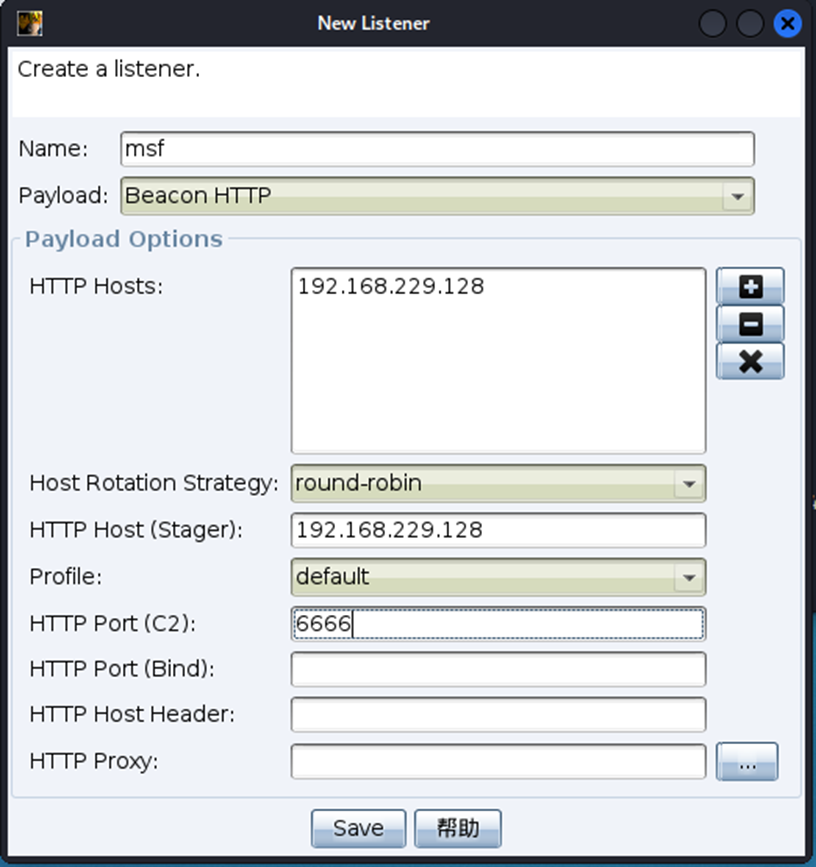 New Listener
Create a listener.
Name: msf
Payload: Beacon HTTP
Payload Options
HTTP Hosts: 192.168.229.128
Host Rotation Strategy: round-robin
HTTP Host (Stager): 192.168.229.128
Profile: default
HTTP Port (C2): 6666
HTTP Port (Bind):
HTTP Host Header:
HTTP Proxy: ...
Save 帮助